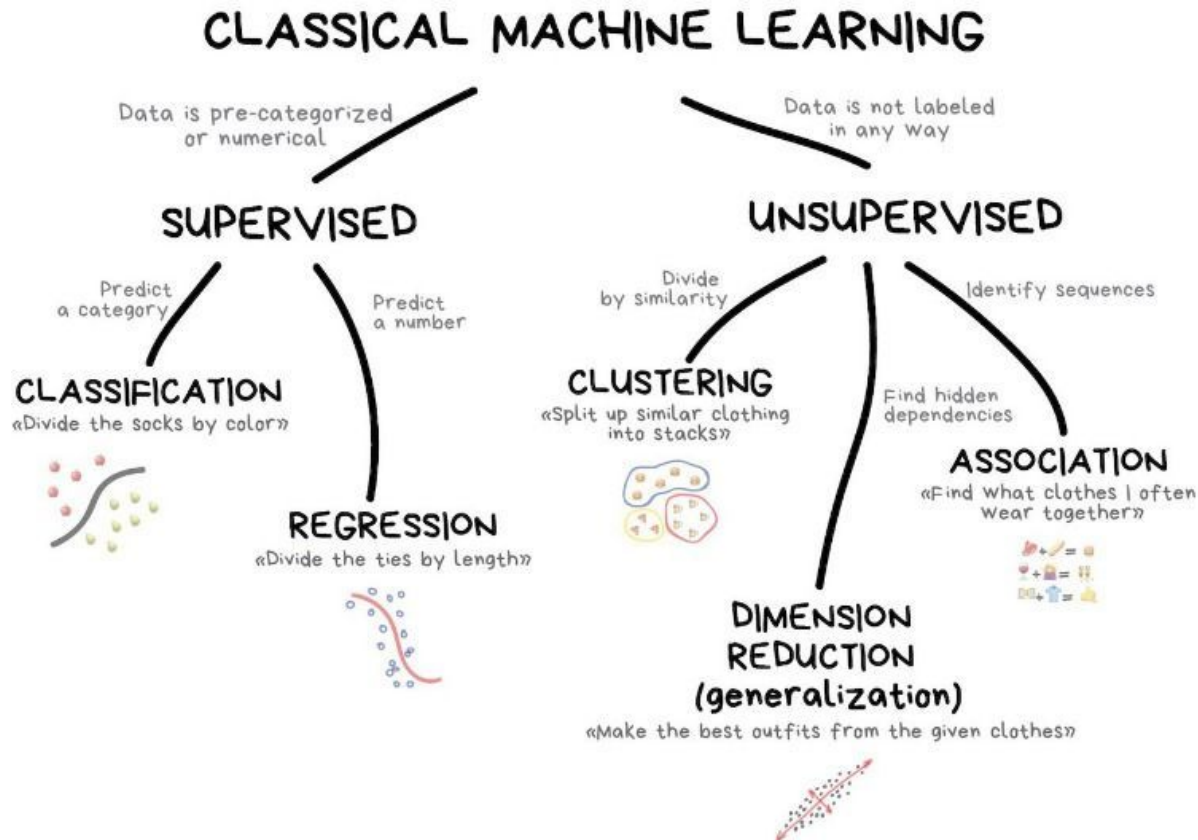 CLASSICAL MACHINE LEARNING
Data is pre-categorized
or numerical
Data is not labeled
in any way
SUPERVISED
UNSUPERVISED
Predict
a category
Predict
a number
Divide
by similarity
Identify sequences
CLASSIFICATION
«Divide the socks by color»
CLUSTERING
«Split up similar clothing
into stacks»
Find hidden
dependencies
ASSOCIATION
«Find what clothes I often
wear together»
REGRESSION
«Divide the ties by length»
+ =
+ =
+ =
DIMENSION
REDUCTION
(generalization)
«Make the best outfits from the given clothes»